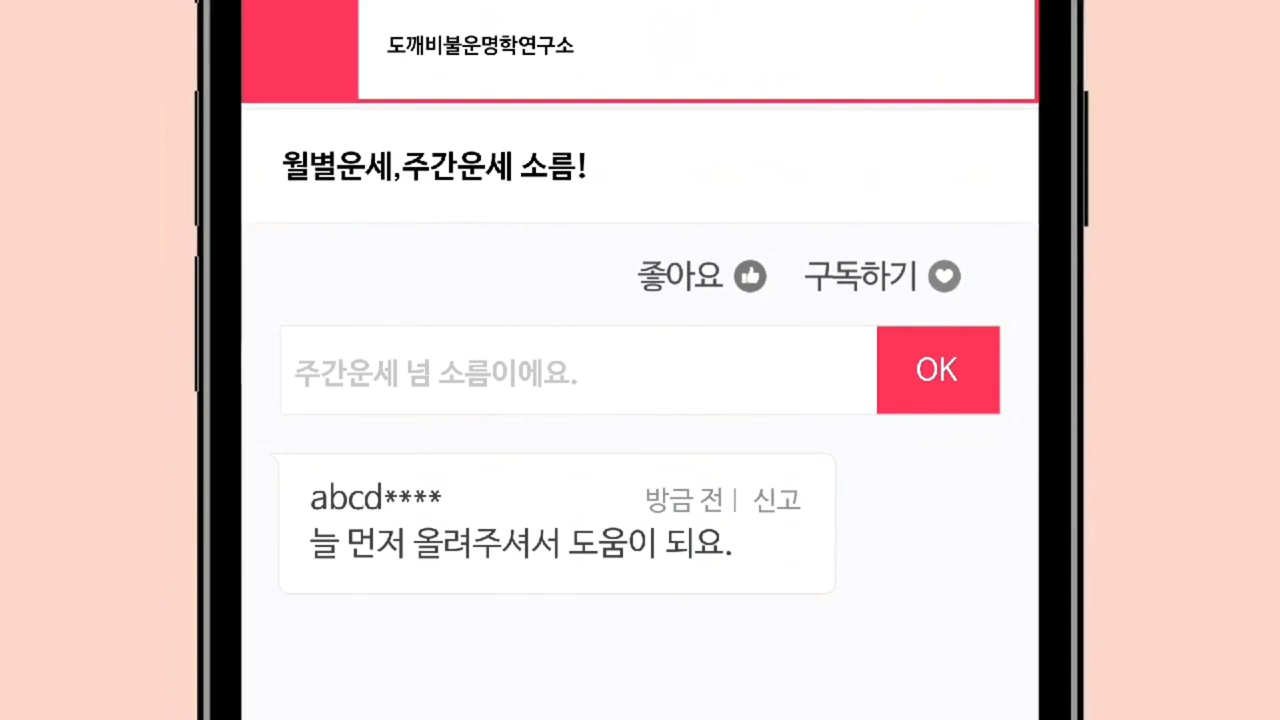 도깨비불운명학연구소
월별운세,주간운세 소름!
좋아요 구독하기
주간운세 넘 소름이에요.
OK
abcd**** 방금 전| 신고
늘 먼저 올려주셔서 도움이 되요.